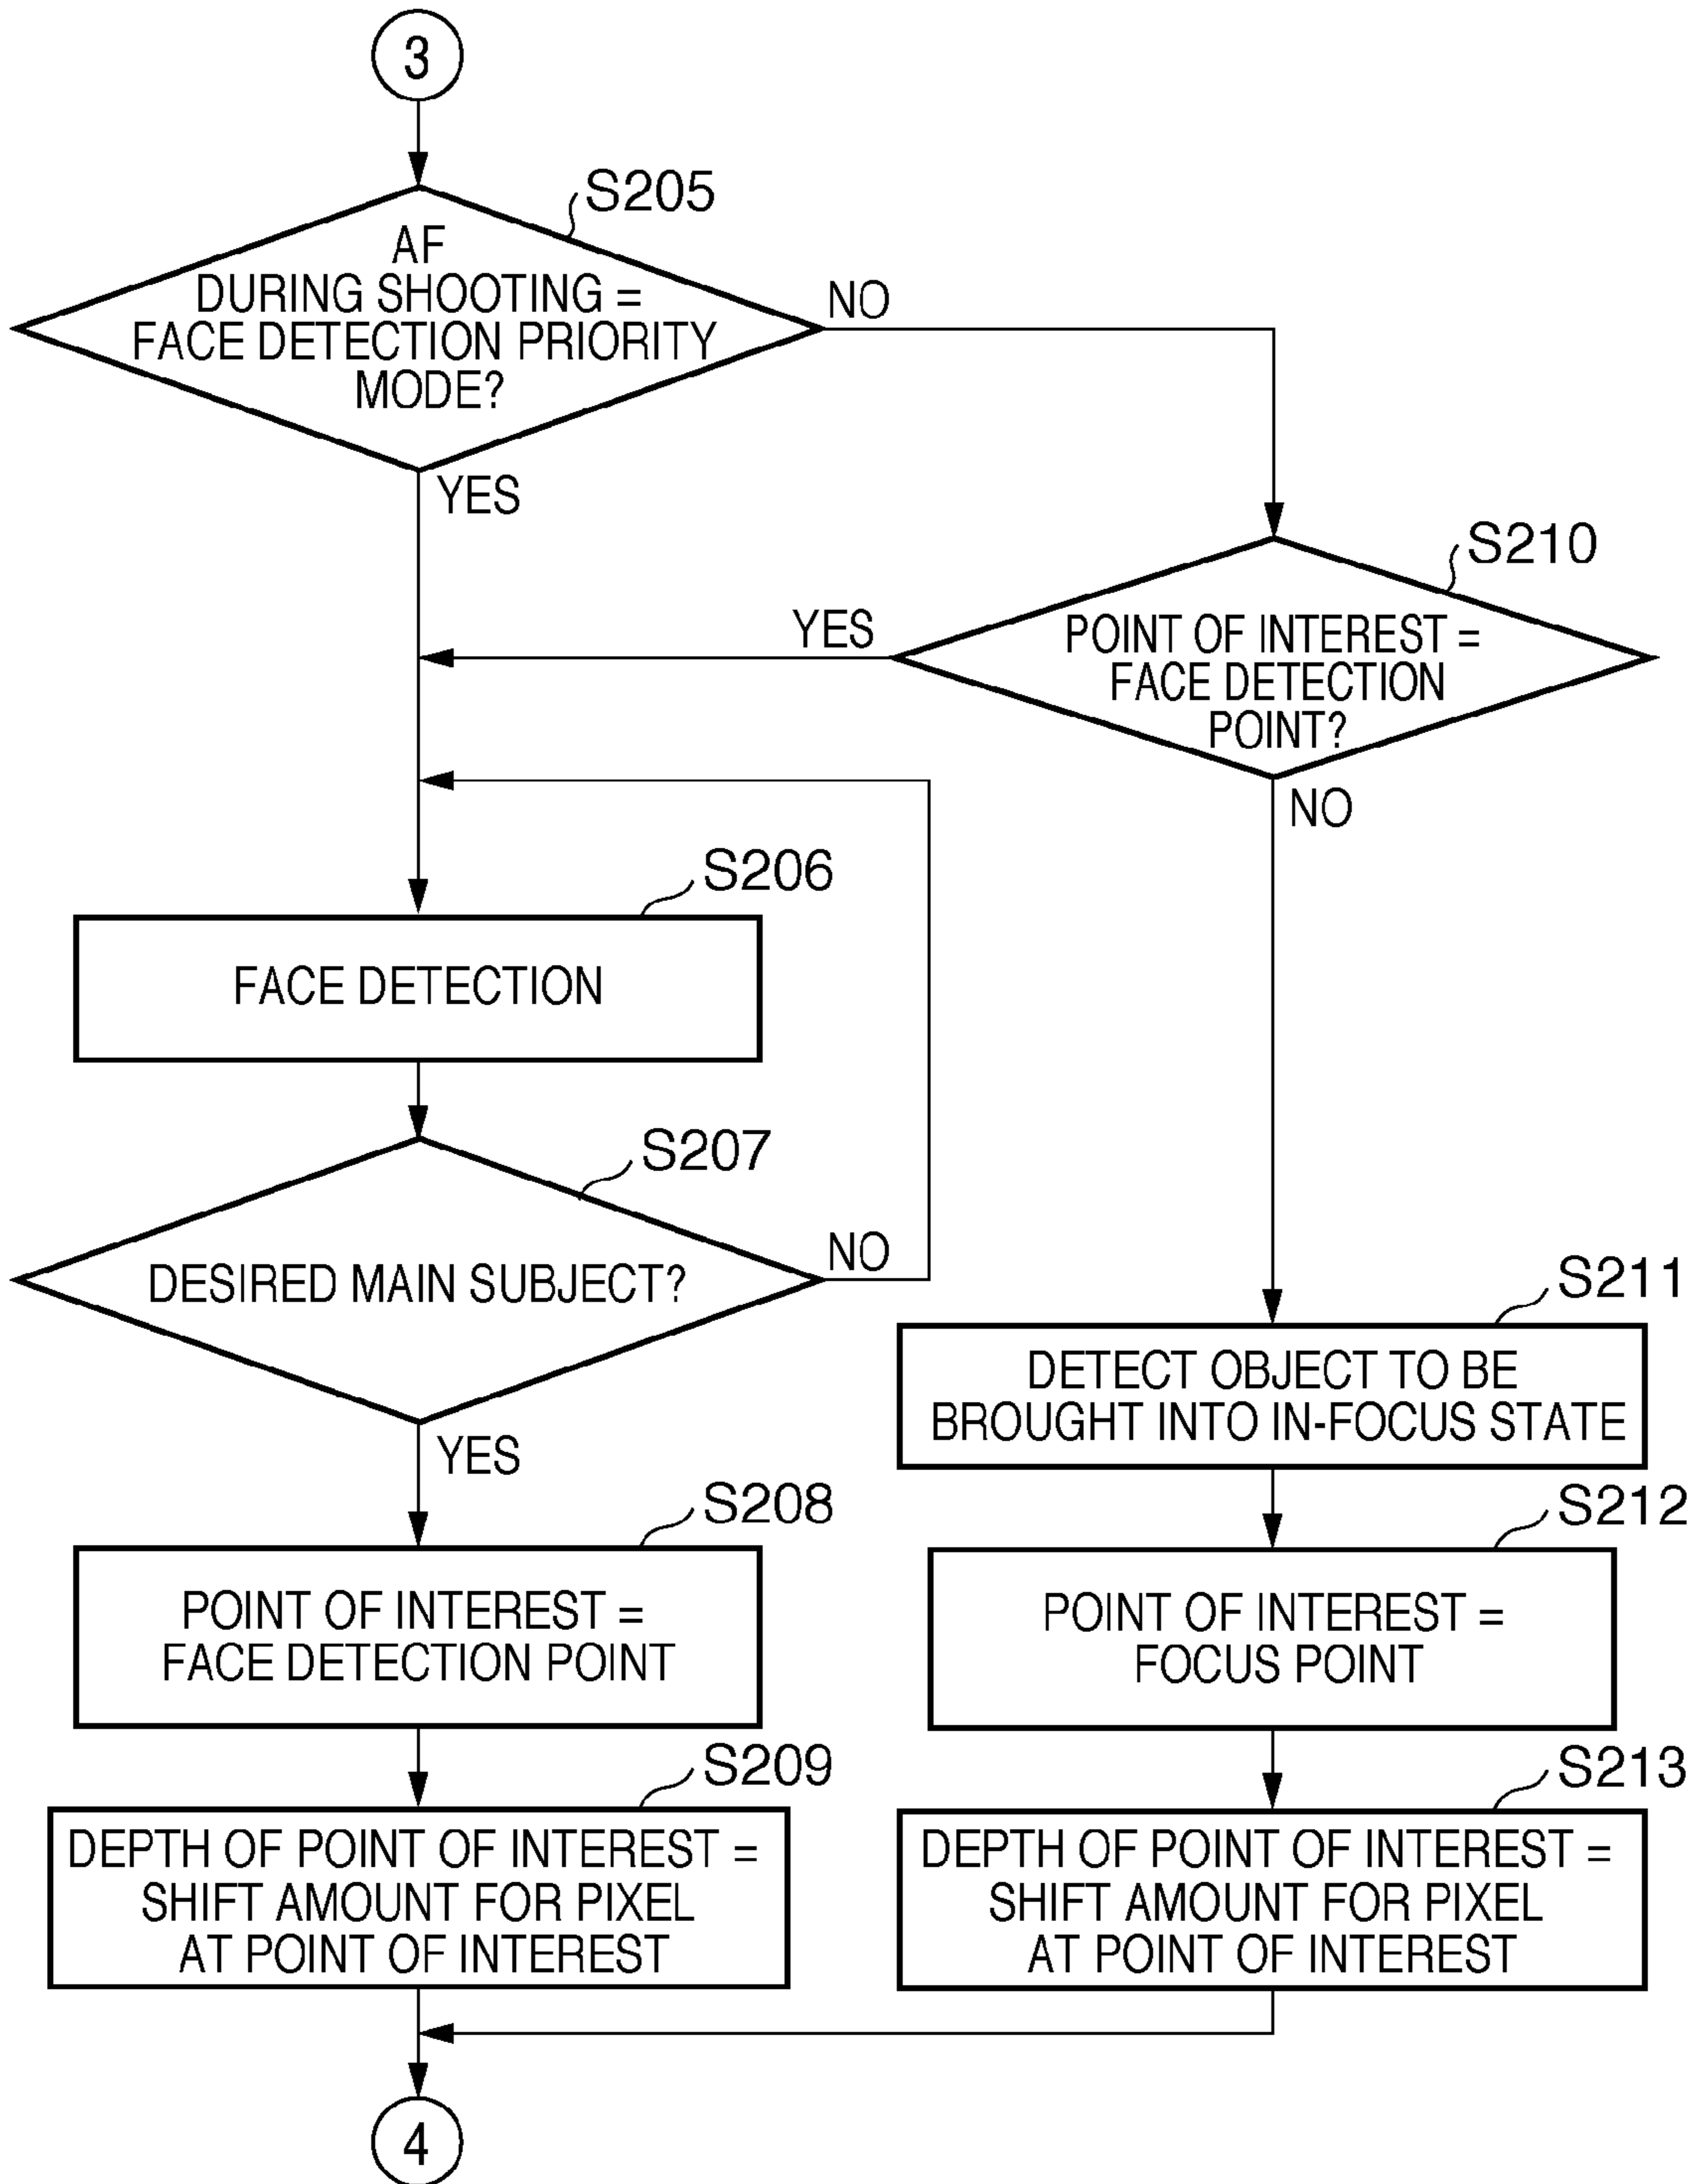 3
S205
AF
DURING SHOOTING =
FACE DETECTION PRIORITY
MODE?
NO
YES
S210
POINT OF INTEREST =
FACE DETECTION
POINT?
YES
NO
S206
FACE DETECTION
S207
DESIRED MAIN SUBJECT?
NO
YES
S208
POINT OF INTEREST =
FACE DETECTION POINT
S209
DEPTH OF POINT OF INTEREST =
SHIFT AMOUNT FOR PIXEL
AT POINT OF INTEREST
S211
DETECT OBJECT TO BE
BROUGHT INTO IN-FOCUS STATE
S212
POINT OF INTEREST =
FOCUS POINT
S213
DEPTH OF POINT OF INTEREST =
SHIFT AMOUNT FOR PIXEL
AT POINT OF INTEREST
4